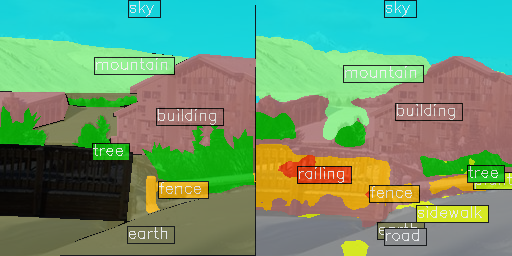 sky
mountain
building
tree
fence
earth
sky
mountain
building
tree
railing
fence
sidewalk
road